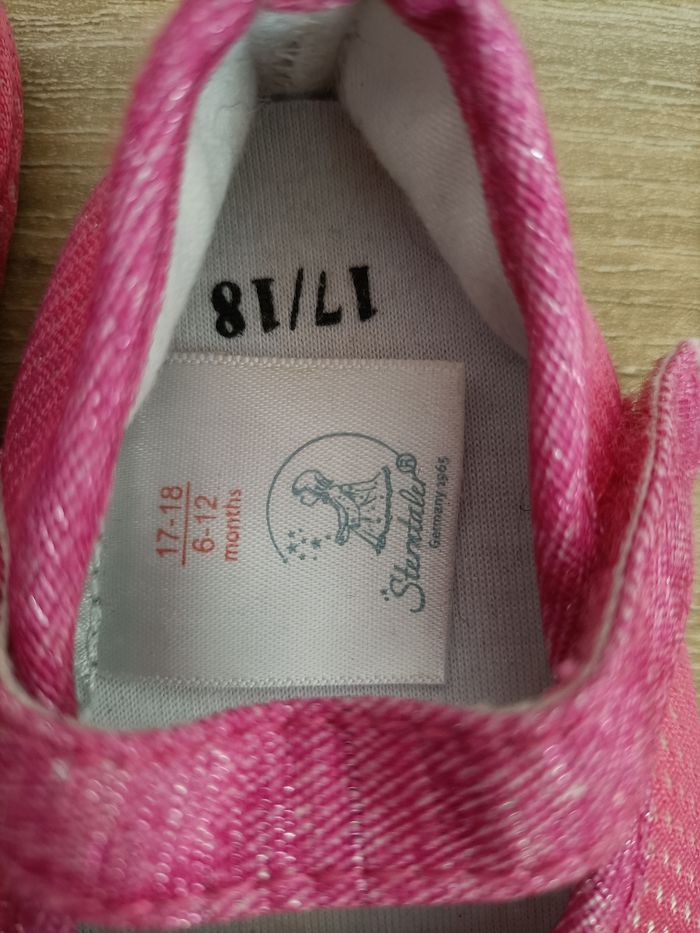 17/18
17-18
6-12
months
Sterntaler®
Germany 1965